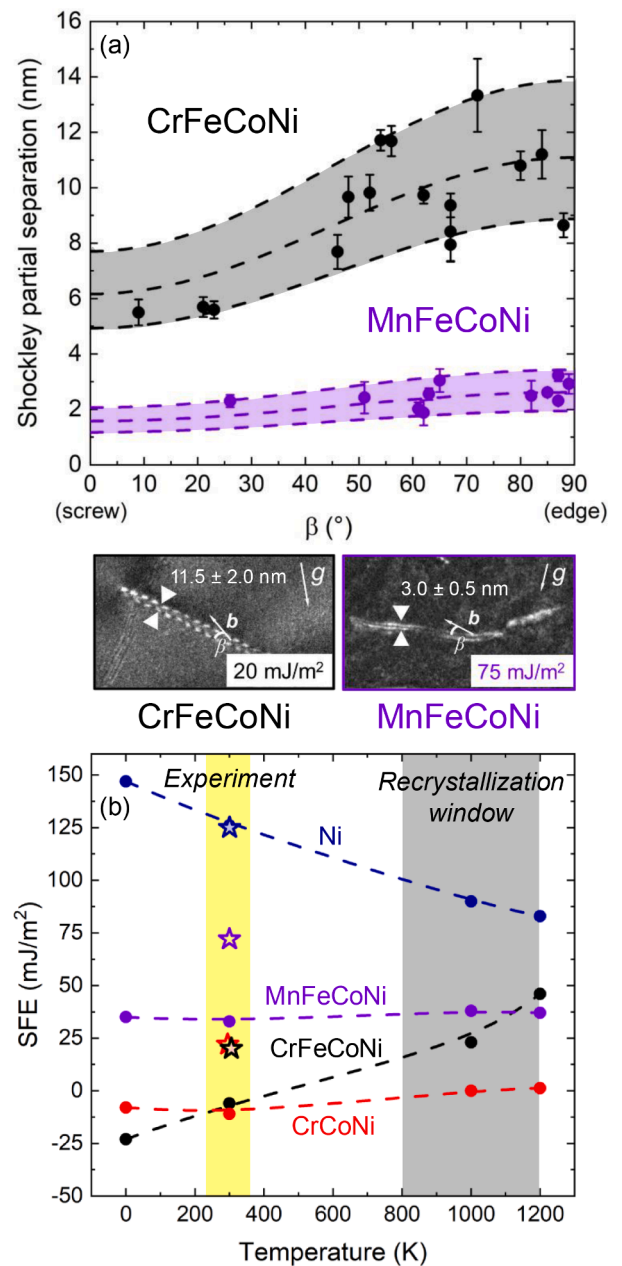 (a)
16
14
12
10
8
6
4
2
0
Shockley partial separation (nm)
CrFeCoNi
MnFeCoNi
0 10 20 30 40 50 60 70 80 90
(screw) (edge)
β (°)
11.5 ± 2.0 nm
g
b
β
20 mJ/m²
3.0 ± 0.5 nm
g
b
β
75 mJ/m²
CrFeCoNi MnFeCoNi
(b)
150
125
100
75
50
25
0
-25
-50
SFE (mJ/m²)
Experiment
Recrystallization
window
Ni
MnFeCoNi
CrFeCoNi
CrCoNi
0 200 400 600 800 1000 1200
Temperature (K)